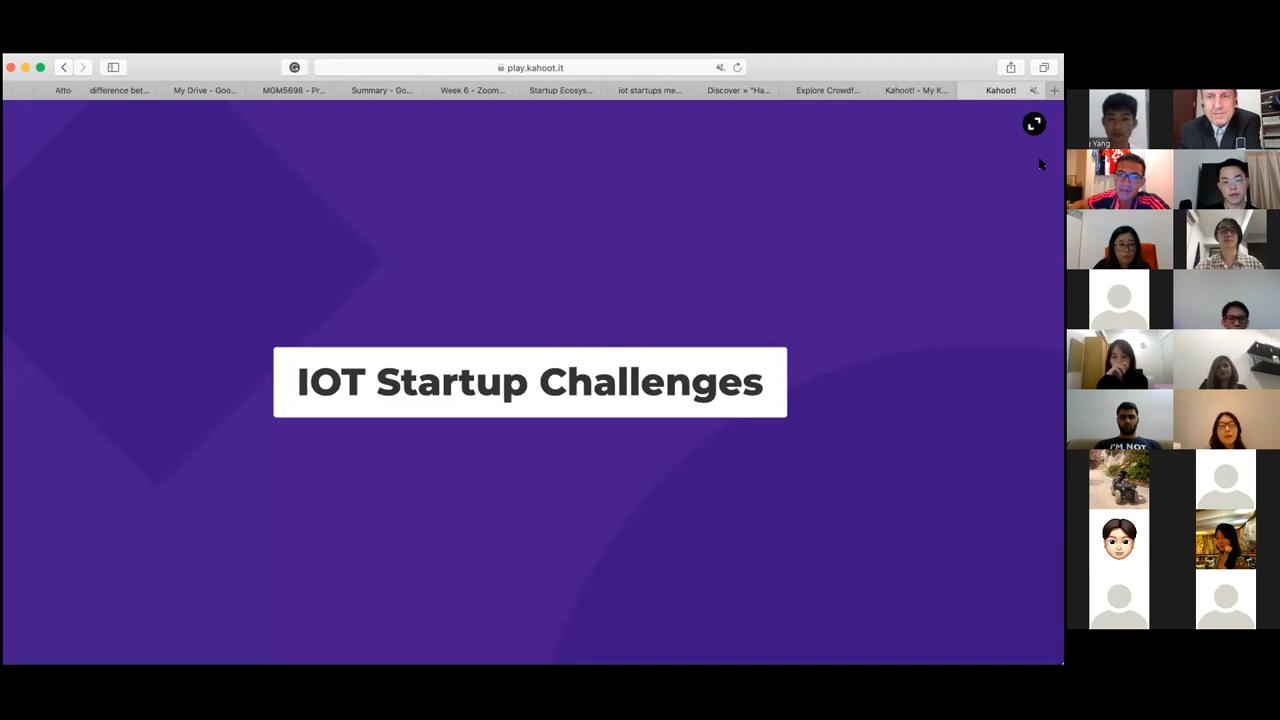 play.kahoot.it
Atto
difference bet...
My Drive - Goo...
MGM5698 - Pr...
Summary - Go...
Week 6 - Zoom...
Startup Ecosys...
iot startups me...
Discover » "Ha...
Explore Crowdf...
Kahoot! - My K...
Kahoot!
IOT Startup Challenges
Yang
I'M NOT